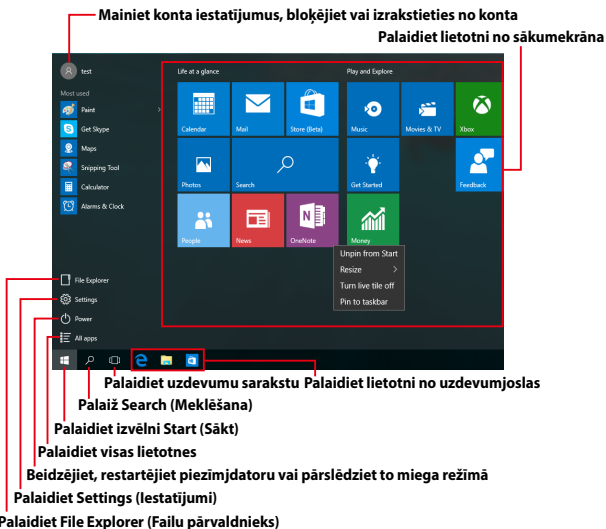 Mainiet konta iestatījumus, bloķējiet vai izrakstieties no konta
Palaidiet lietotni no sākumekrāna
test
Most used
Paint
Get Skype
Maps
Snipping Tool
Calculator
Alarms & Clock
File Explorer
Settings
Power
All apps
Life at a glance
Play and Explore
Calendar
Mail
Store (Beta)
Music
Movies & TV
Xbox
Photos
Search
Get Started
Feedback
People
News
OneNote
Money
Unpin from Start
Resize
Turn live tile off
Pin to taskbar
Palaidiet uzdevumu sarakstu
Palaidiet lietotni no uzdevumjoslas
Palaiž Search (Meklēšana)
Palaidiet izvēlni Start (Sākt)
Palaidiet visas lietotnes
Beidzējiet, restartējiet piezīmjdatoru vai pārslēdziet to miega režīmā
Palaidiet Settings (Iestatījumi)
Palaidiet File Explorer (Failu pārvaldnieks)